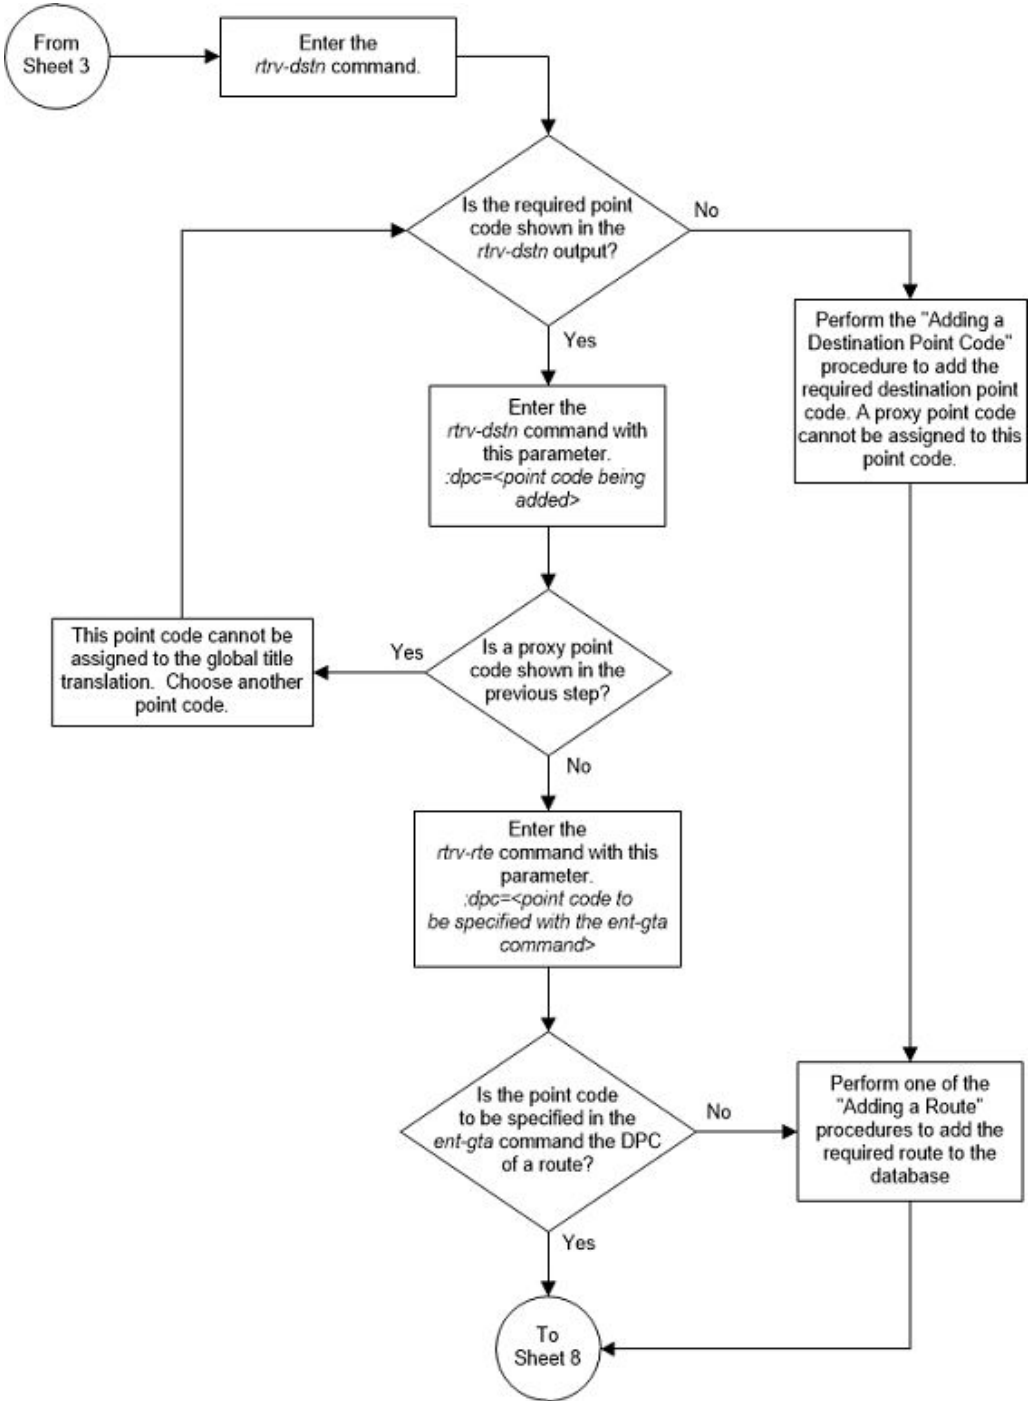 From
Sheet 3
Enter the
rtrv-dstn command.
Is the required point
code shown in the
rtrv-dstn output?
No
Yes
Perform the "Adding a
Destination Point Code"
procedure to add the
required destination point
code. A proxy point code
cannot be assigned to this
point code.
Enter the
rtrv-dstn command with
this parameter.
:dpc=<point code being
added>
This point code cannot be
assigned to the global title
translation. Choose another
point code.
Yes
Is a proxy point
code shown in the
previous step?
No
Enter the
rtrv-rte command with this
parameter.
:dpc=<point code to
be specified with the ent-gta
command>
Is the point code
to be specified in the
ent-gta command the DPC
of a route?
No
Perform one of the
"Adding a Route"
procedures to add the
required route to the
database
Yes
To
Sheet 8